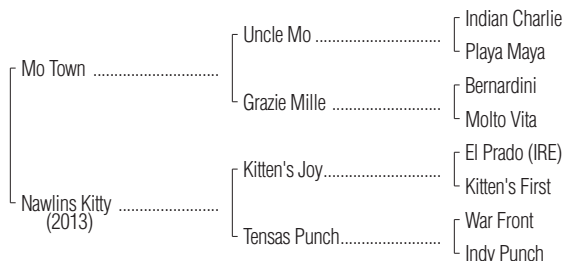 Indian Charlie
Uncle Mo
Playa Maya
Mo Town
Bernardini
Grazie Mille
Molto Vita
El Prado (IRE)
Kitten's Joy
Kitten's First
Nawlins Kitty
(2013)
War Front
Tensas Punch
Indy Punch